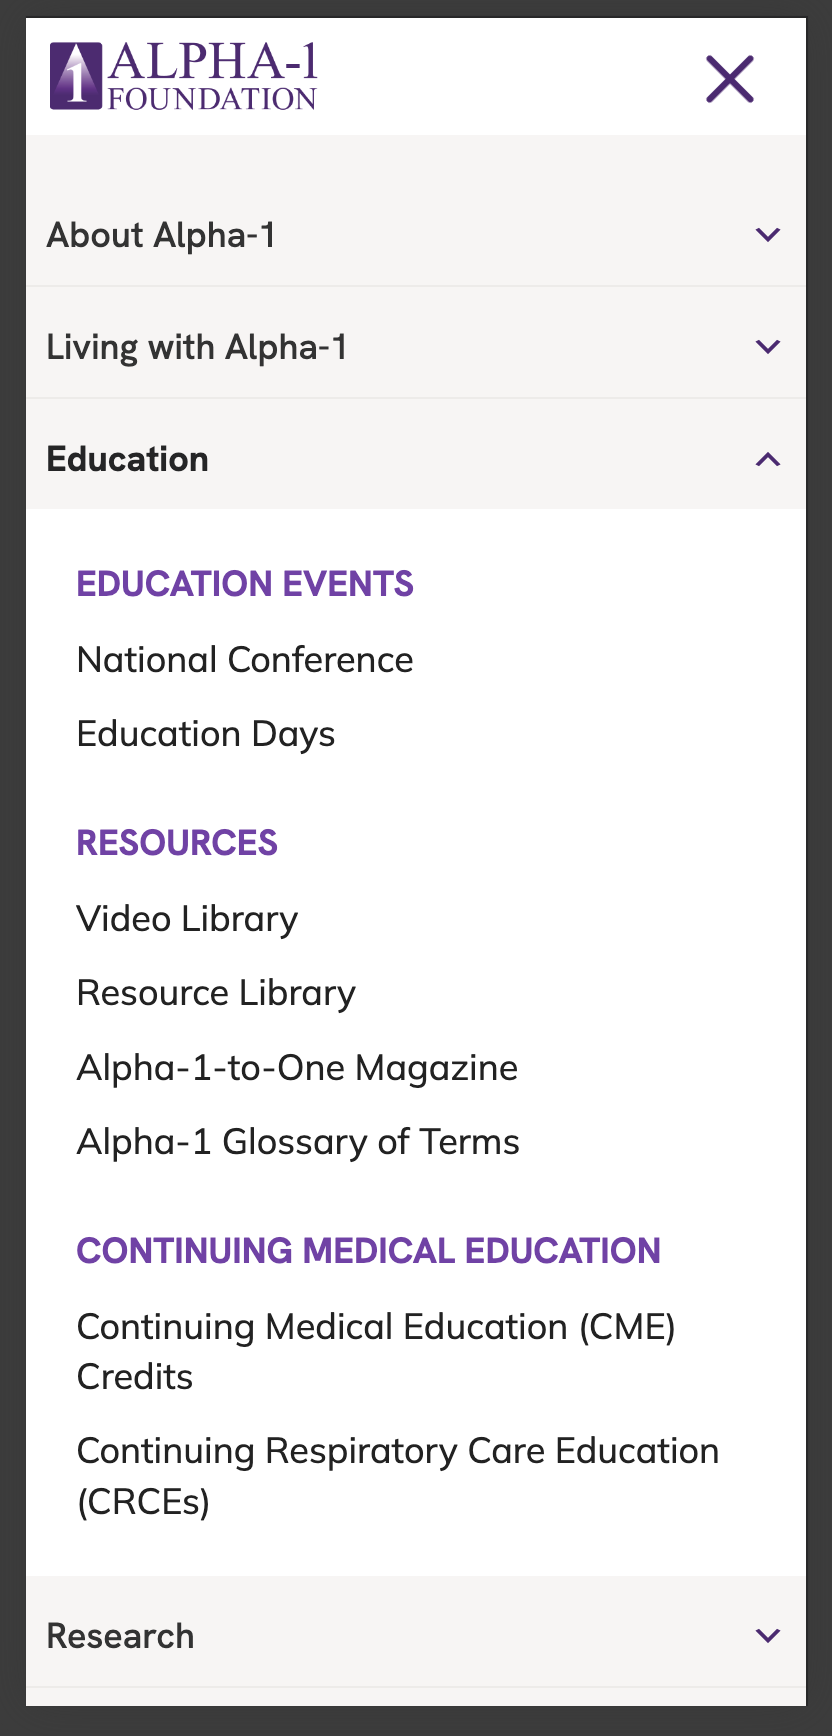 1 ALPHA-1
FOUNDATION
About Alpha-1
Living with Alpha-1
Education
EDUCATION EVENTS
National Conference
Education Days
RESOURCES
Video Library
Resource Library
Alpha-1-to-One Magazine
Alpha-1 Glossary of Terms
CONTINUING MEDICAL EDUCATION
Continuing Medical Education (CME)
Credits
Continuing Respiratory Care Education
(CRCEs)
Research